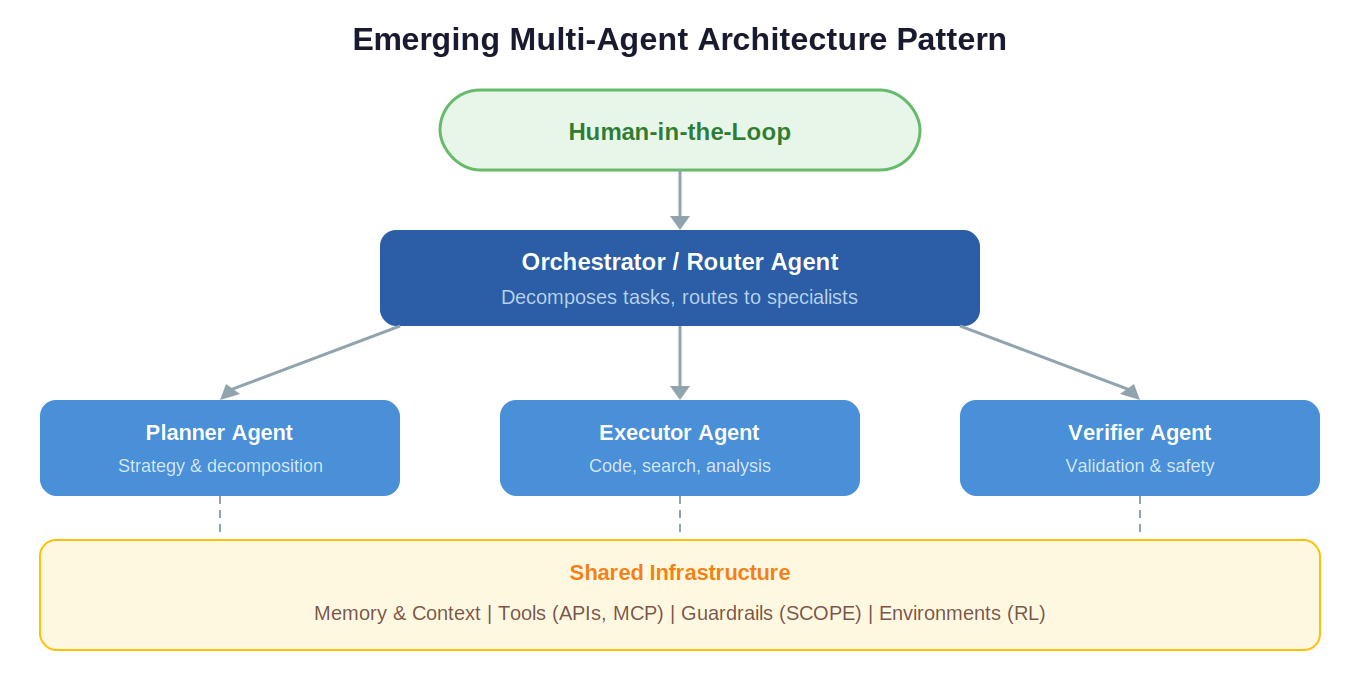 Emerging Multi-Agent Architecture Pattern
Human-in-the-Loop
Orchestrator / Router Agent
Decomposes tasks, routes to specialists
Planner Agent
Strategy & decomposition
Executor Agent
Code, search, analysis
Verifier Agent
Validation & safety
Shared Infrastructure
Memory & Context | Tools (APIs, MCP) | Guardrails (SCOPE) | Environments (RL)